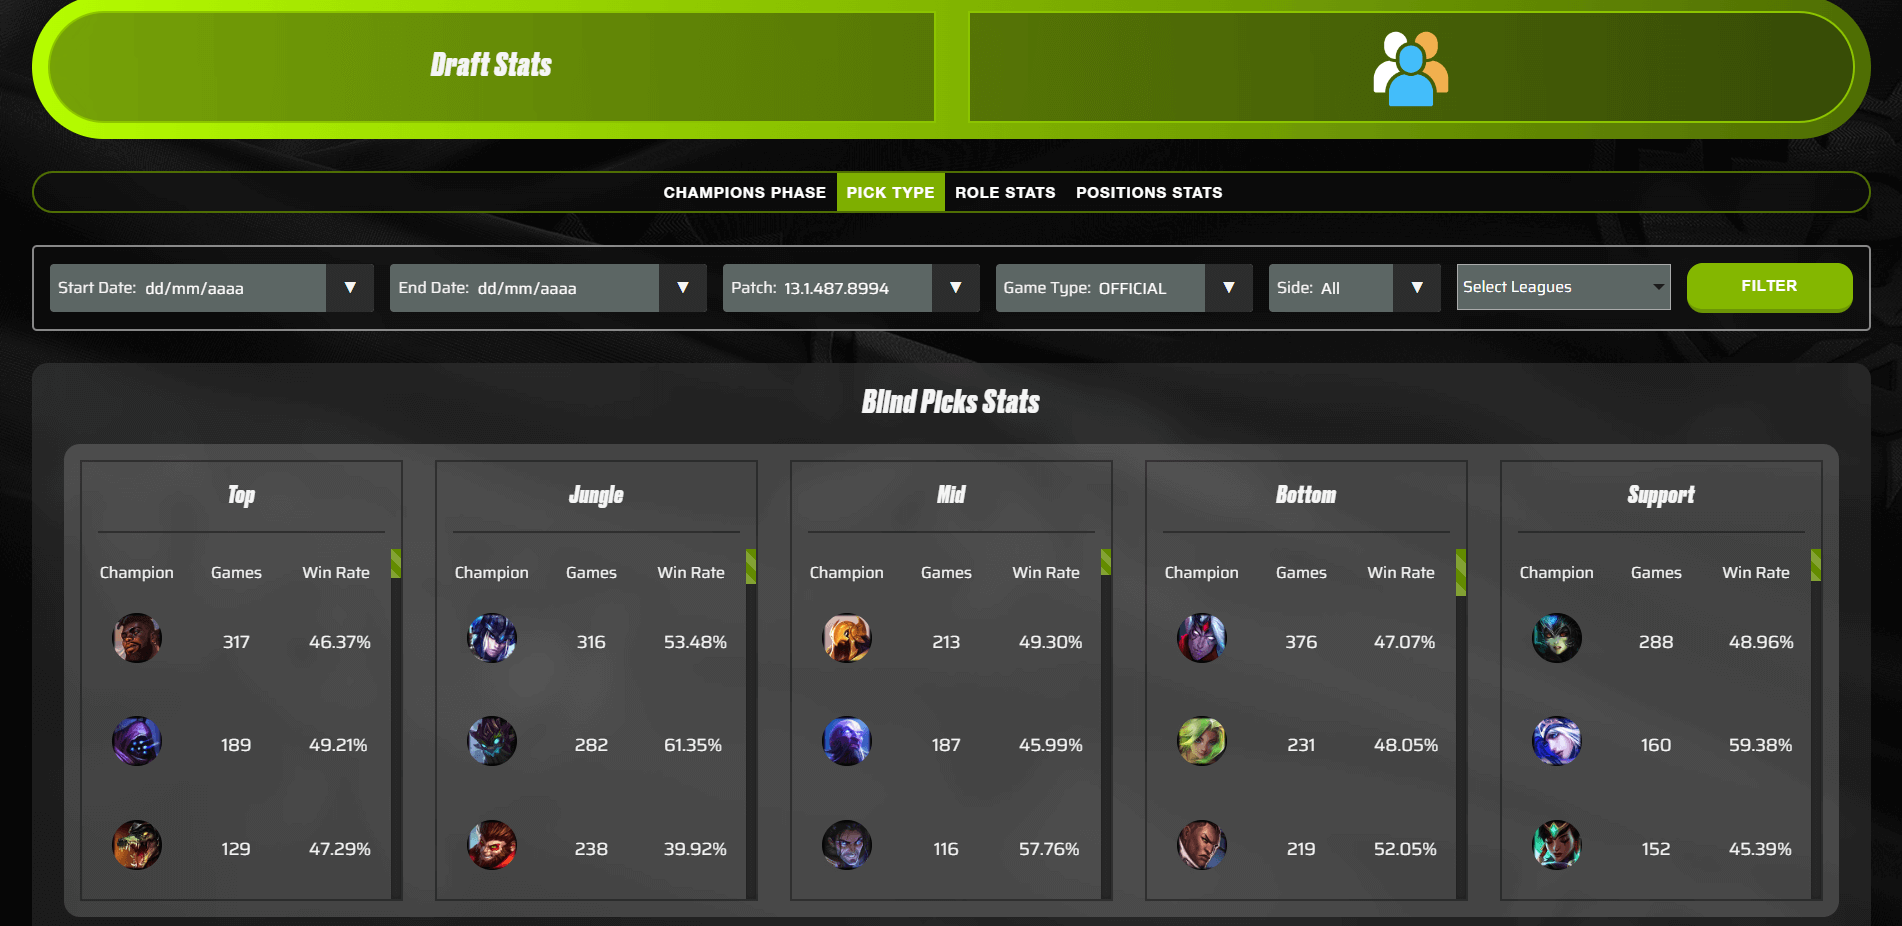 Draft Stats
CHAMPIONS PHASE PICK TYPE ROLE STATS POSITIONS STATS
Start Date: dd/mm/aaaa ▼ End Date: dd/mm/aaaa ▼ Patch: 13.1.487.8994 ▼ Game Type: OFFICIAL ▼ Side: All ▼ Select Leagues FILTER
Blind Picks Stats
Top Jungle Mid Bottom Support
Champion Games Win Rate Champion Games Win Rate Champion Games Win Rate Champion Games Win Rate Champion Games Win Rate
317 46.37% 316 53.48% 213 49.30% 376 47.07% 288 48.96%
189 49.21% 282 61.35% 187 45.99% 231 48.05% 160 59.38%
129 47.29% 238 39.92% 116 57.76% 219 52.05% 152 45.39%